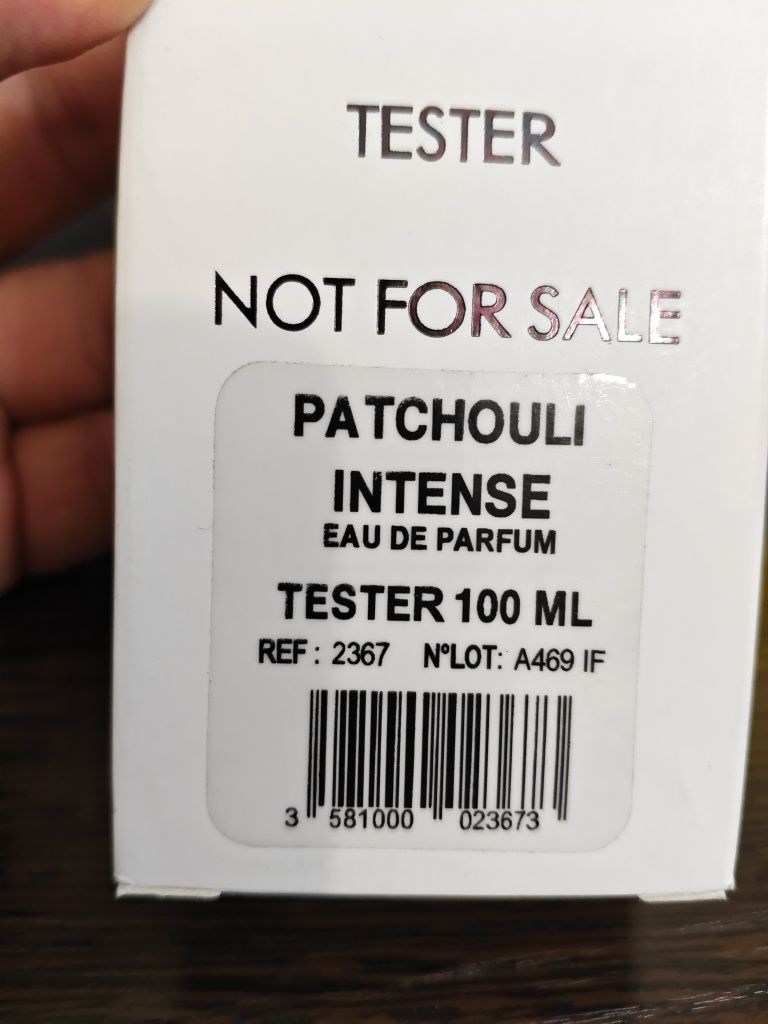 TESTER
NOT FOR SALE
PATCHOULI
INTENSE
EAU DE PARFUM
TESTER 100 ML
REF : 2367 N°LOT: A469 IF
3 581000 023673